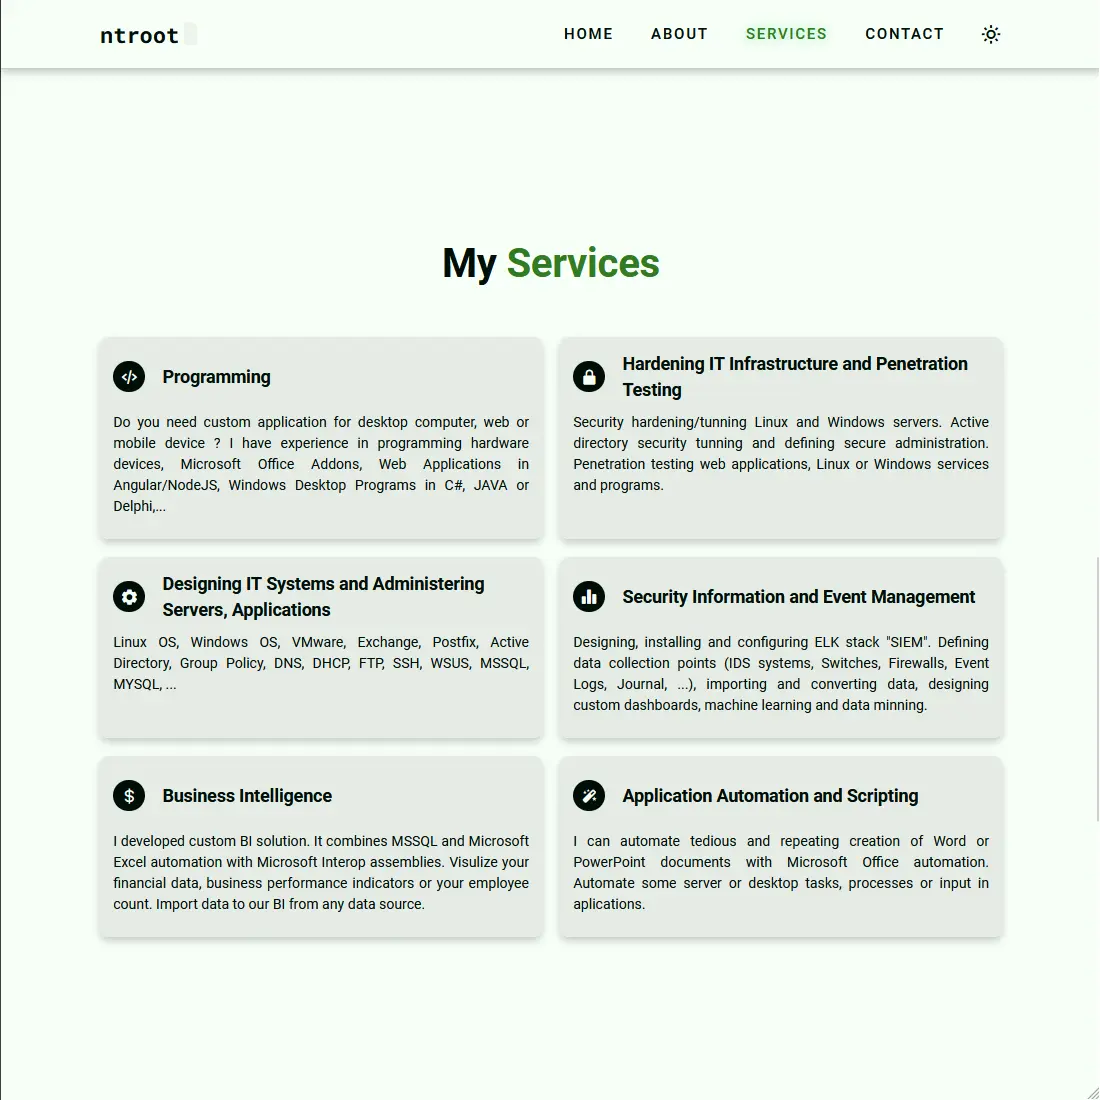 ntroot
HOME ABOUT SERVICES CONTACT
My Services
Programming
Do you need custom application for desktop computer, web or
mobile device ? I have experience in programming hardware
devices, Microsoft Office Addons, Web Applications in
Angular/NodeJS, Windows Desktop Programs in C#, JAVA or
Delphi,...
Hardening IT Infrastructure and Penetration
Testing
Security hardening/tunning Linux and Windows servers. Active
directory security tunning and defining secure administration.
Penetration testing web applications, Linux or Windows services
and programs.
Designing IT Systems and Administering
Servers, Applications
Linux OS, Windows OS, VMware, Exchange, Postfix, Active
Directory, Group Policy, DNS, DHCP, FTP, SSH, WSUS, MSSQL,
MYSQL, ...
Security Information and Event Management
Designing, installing and configuring ELK stack "SIEM". Defining
data collection points (IDS systems, Switches, Firewalls, Event
Logs, Journal, ...), importing and converting data, designing
custom dashboards, machine learning and data minning.
Business Intelligence
I developed custom BI solution. It combines MSSQL and Microsoft
Excel automation with Microsoft Interop assemblies. Visulize your
financial data, business performance indicators or your employee
count. Import data to our BI from any data source.
Application Automation and Scripting
I can automate tedious and repeating creation of Word or
PowerPoint documents with Microsoft Office automation.
Automate some server or desktop tasks, processes or input in
aplications.